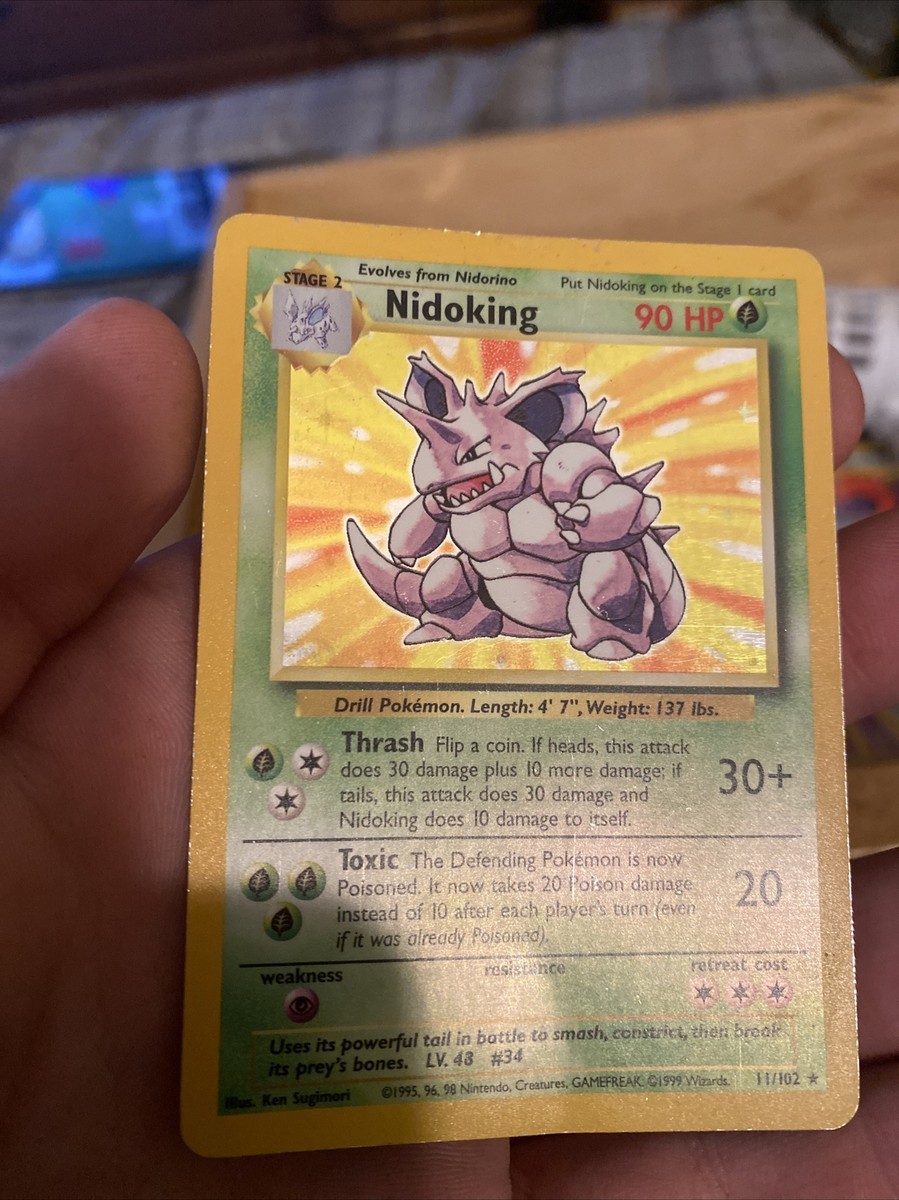 STAGE 2
Evolves from Nidorino
Put Nidoking on the Stage 1 card
Nidoking
90 HP
Drill Pokémon. Length: 4' 7", Weight: 137 lbs.
Thrash Flip a coin. If heads, this attack
does 30 damage plus 10 more damage; if
tails, this attack does 30 damage and
Nidoking does 10 damage to itself.
30+
Toxic The Defending Pokémon is now
Poisoned. It now takes 20 Poison damage
instead of 10 after each player's turn (even
if it was already Poisoned).
20
weakness
resistance
retreat cost
Uses its powerful tail in battle to smash, constrict, then break
its prey's bones. LV. 48 #34
Illus. Ken Sugimori
©1995, 96, 98 Nintendo, Creatures, GAMEFREAK. ©1999 Wizards.
11/102 ★